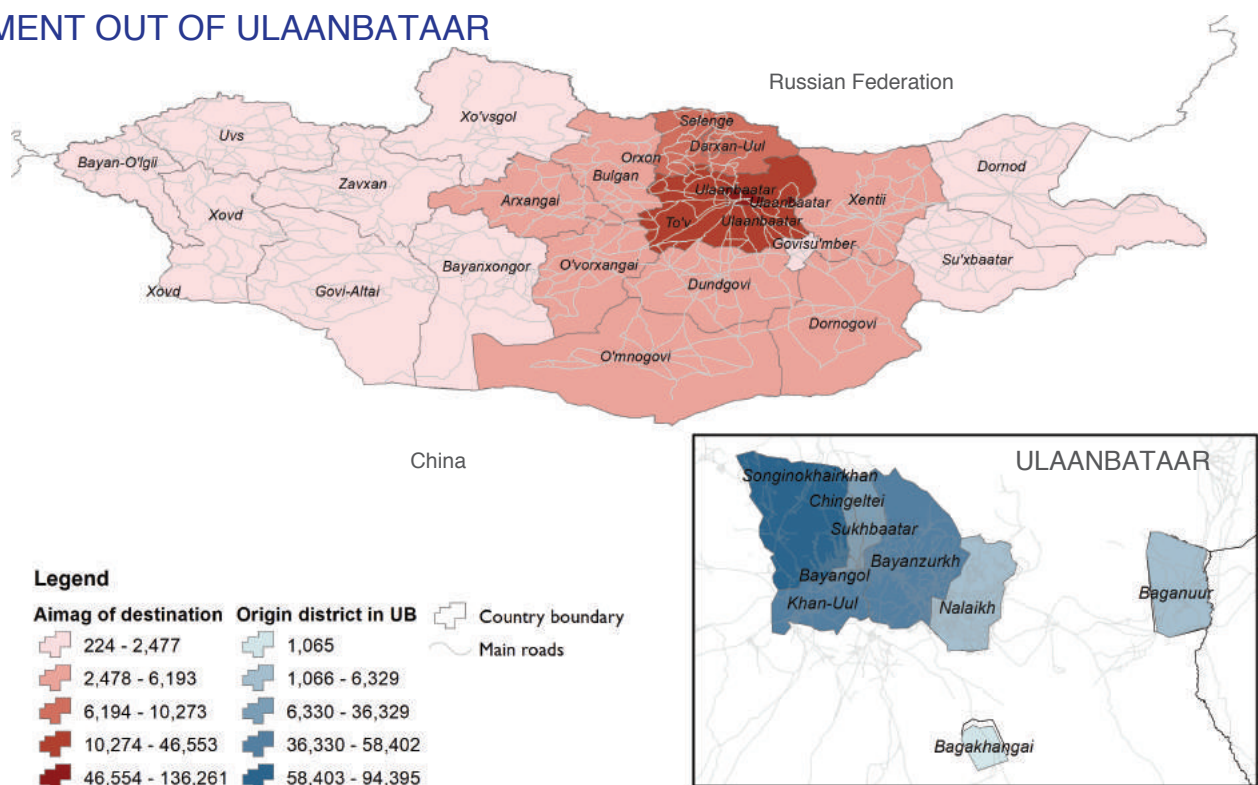 MENT OUT OF ULAANBATAAR
Russian Federation
Xo'vsgol
Selenge
Uvs
Darxan-Uul
Bayan-O'lgii
Orxon
Dornod
Bulgan
Zavxan
Ulaanbaatar
Arxangai
Ulaanbaatar
Xentii
Xovd
To'v
Ulaanbaatar
Govisu'mber
O'vorxangai
Bayanxongor
Su'xbaatar
Dundgovi
Xovd
Govi-Altai
Dornogovi
O'mnogovi
China
ULAANBATAAR
Songinokhairkhan
Chingeltei
Sukhbaatar
Bayanzurkh
Bayangol
Khan-Uul
Nalaikh
Baganuur
Bagakhangai
Legend
Aimag of destination
224 - 2,477
2,478 - 6,193
6,194 - 10,273
10,274 - 46,553
46,554 - 136,261
Origin district in UB
1,065
1,066 - 6,329
6,330 - 36,329
36,330 - 58,402
58,403 - 94,395
Country boundary
Main roads